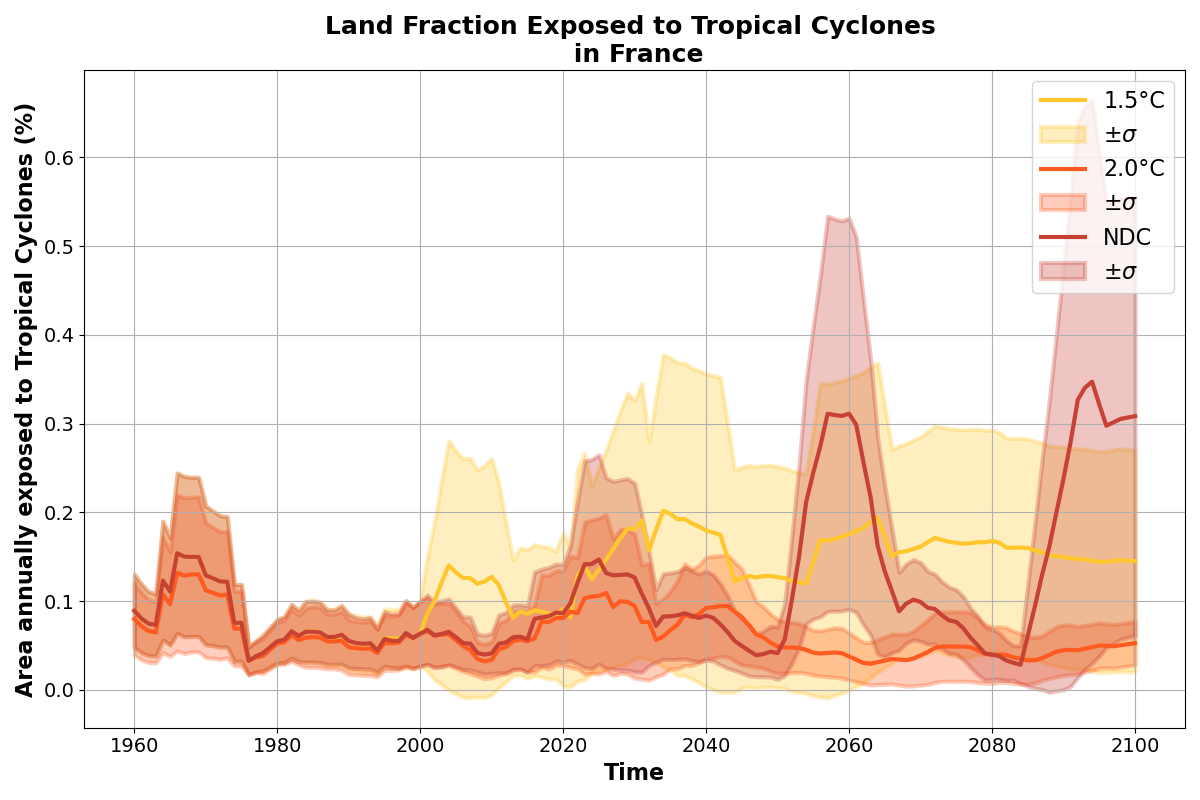 Land Fraction Exposed to Tropical Cyclones
in France
Area annually exposed to Tropical Cyclones (%)
0.6
0.5
0.4
0.3
0.2
0.1
0.0
1960 1980 2000 2020 2040 2060 2080 2100
Time
1.5°C
±σ
2.0°C
±σ
NDC
±σ